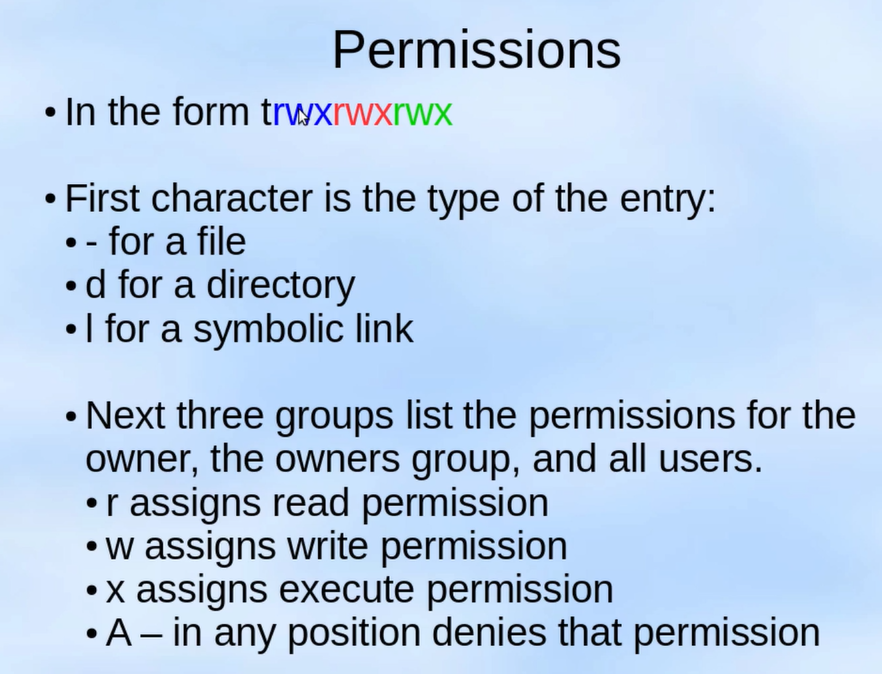 Permissions
• In the form trwxrwxrwx
• First character is the type of the entry:
• - for a file
• d for a directory
• l for a symbolic link
• Next three groups list the permissions for the
owner, the owners group, and all users.
• r assigns read permission
• w assigns write permission
• x assigns execute permission
• A – in any position denies that permission